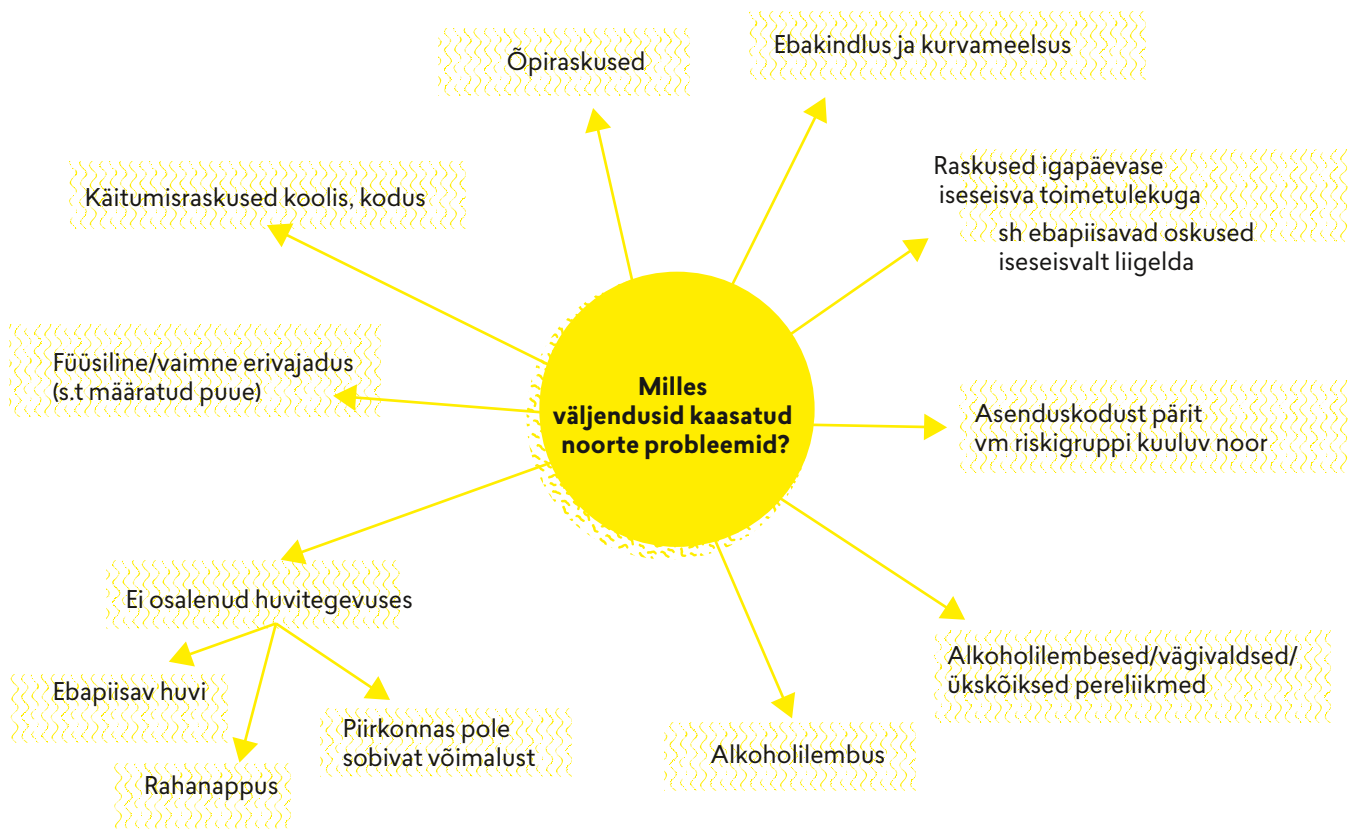 Ebakindlus ja kurvameelsus
Õpiraskused
Raskused igapäevase
iseseisva toimetulekuga
sh ebapiisavad oskused
iseseisvalt liigelda
Käitumisraskused koolis, kodus
Füüsiline/vaimne erivajadus
(s.t määratud puue)
Milles
väljendusid kaasatud
noorte probleemid?
Asenduskodust pärit
vm riskigruppi kuuluv noor
Ei osalenud huvitegevuses
Ebapiisav huvi
Rahanappus
Piirkonnas pole
sobivat võimalust
Alkoholilembus
Alkoholilembesed/vägivaldsed/
ükskõiksed pereliikmed